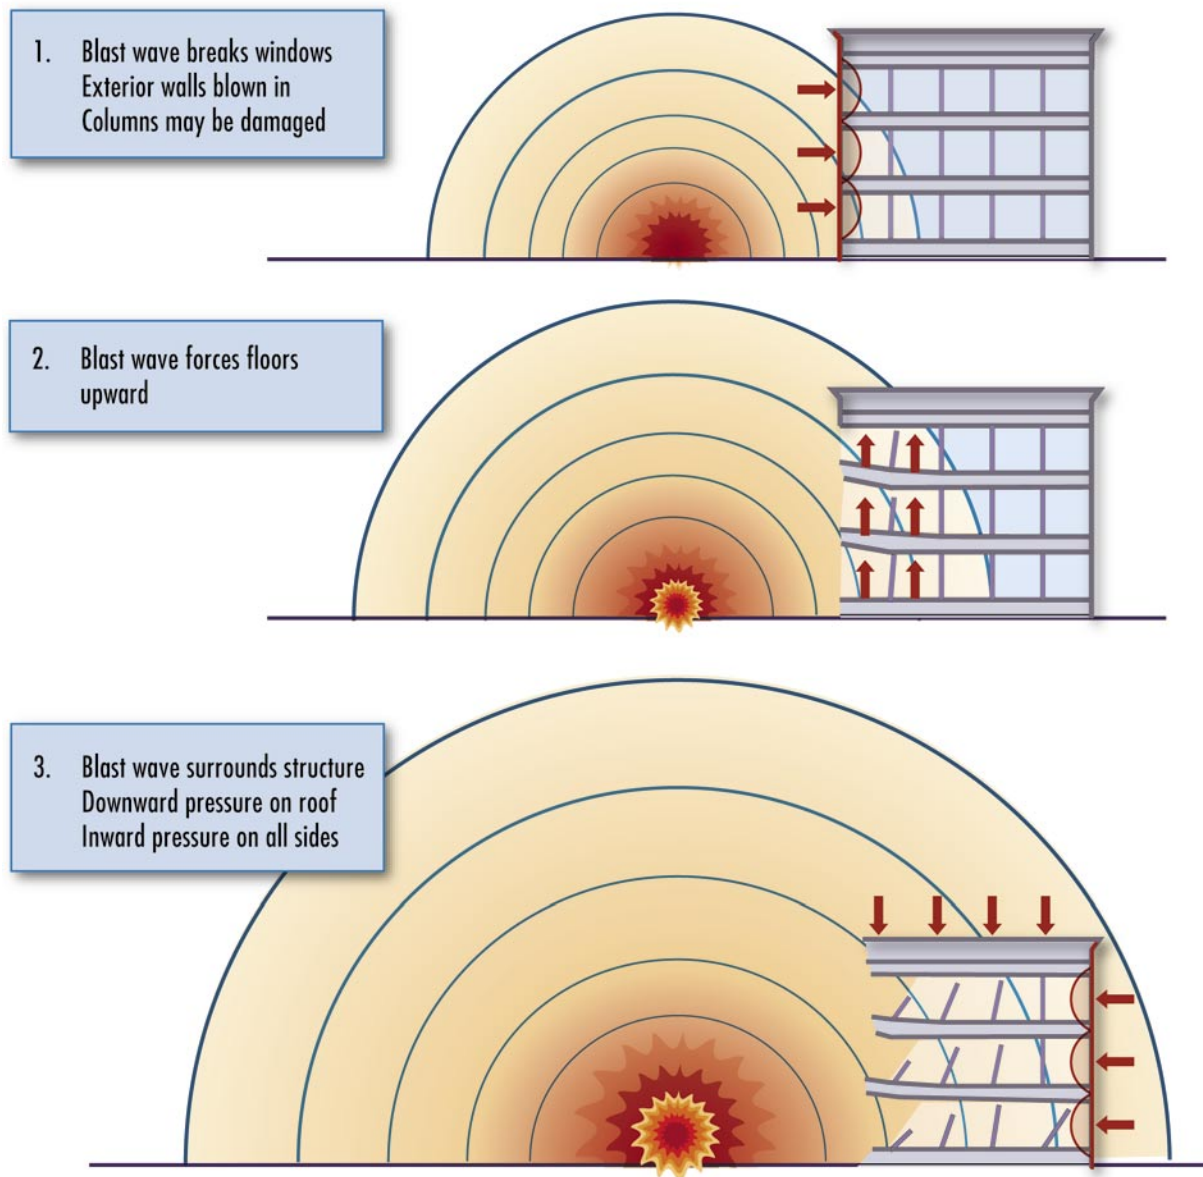 1. Blast wave breaks windows
Exterior walls blown in
Columns may be damaged
2. Blast wave forces floors
upward
3. Blast wave surrounds structure
Downward pressure on roof
Inward pressure on all sides